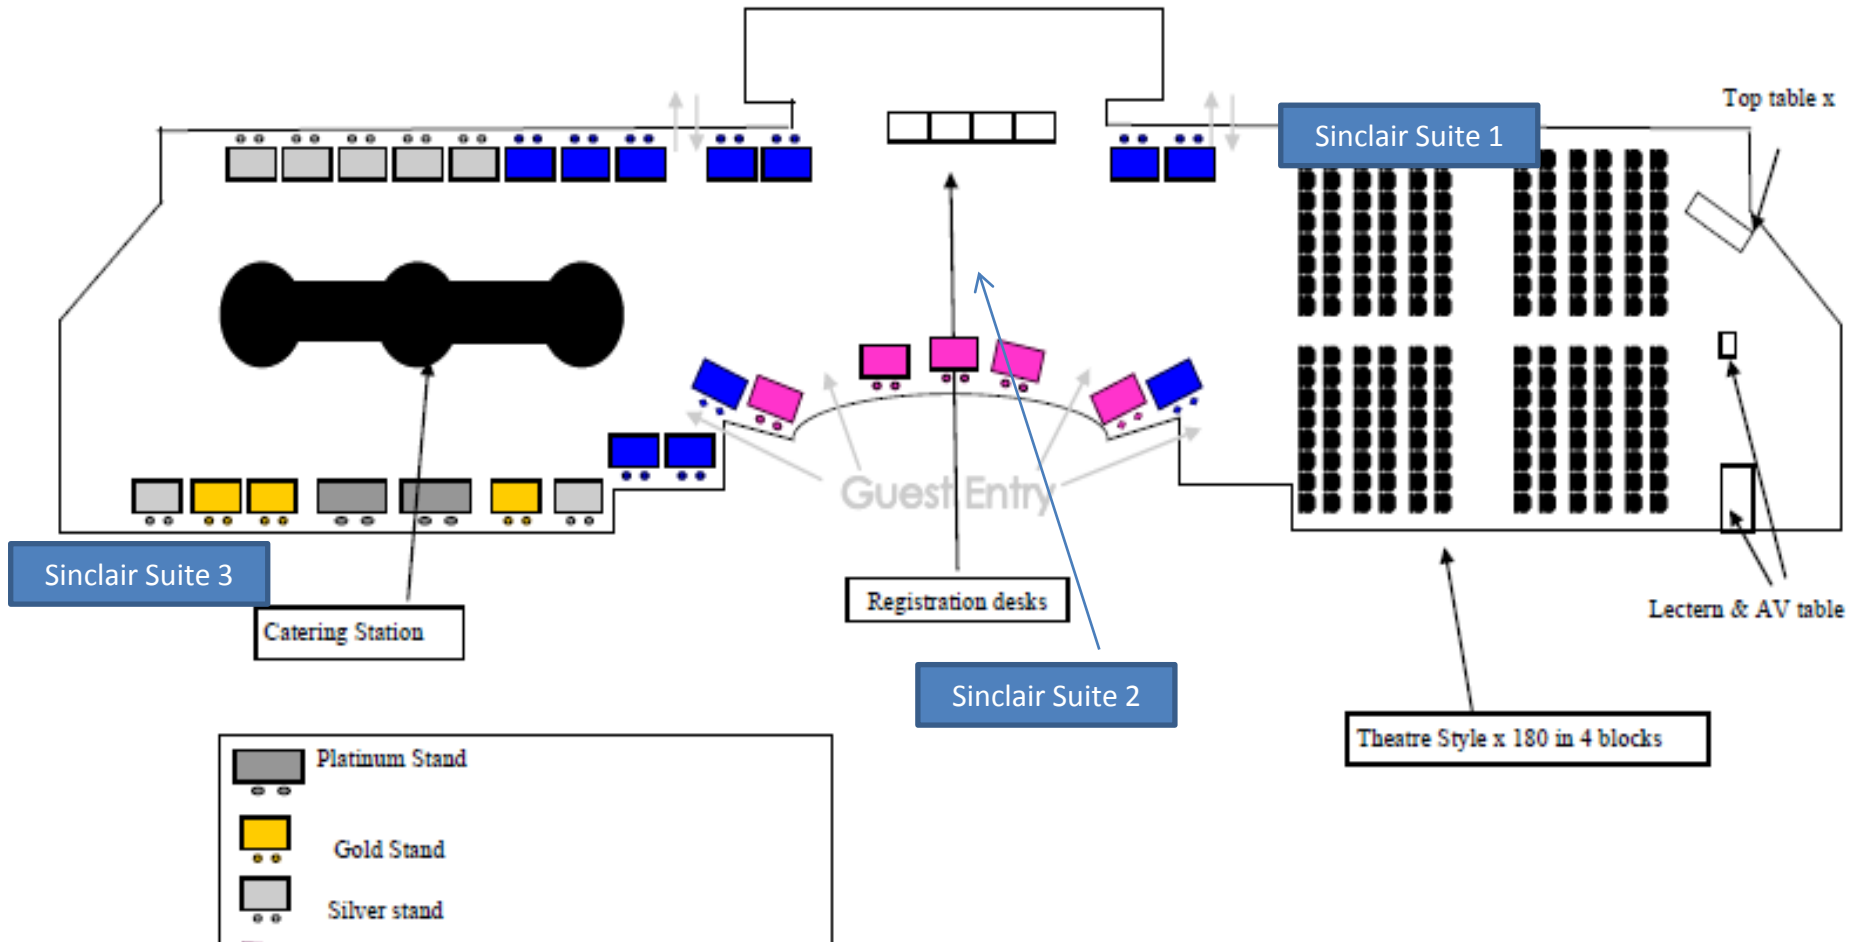 Top table x
Sinclair Suite 1
Guest Entry
Sinclair Suite 3
Catering Station
Registration desks
Lectern & AV table
Sinclair Suite 2
Theatre Style x 180 in 4 blocks
Platinum Stand
Gold Stand
Silver stand